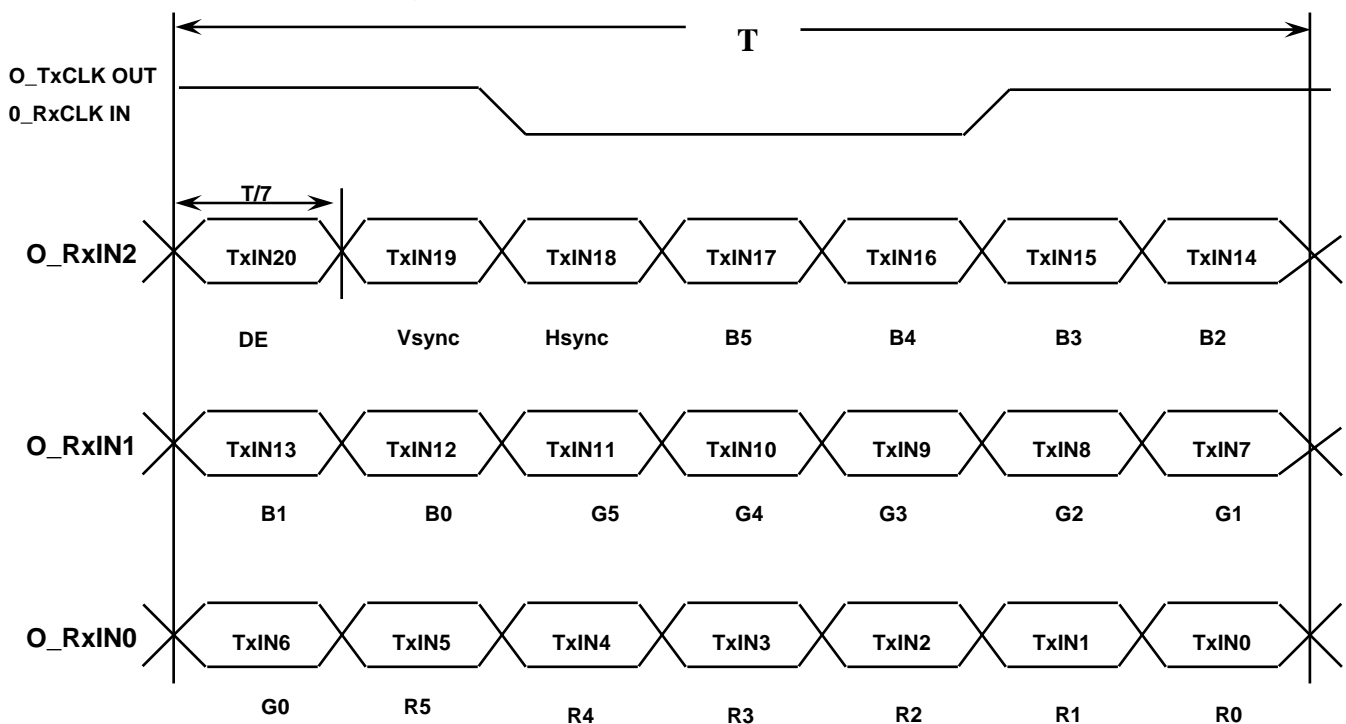 T
O_TxCLK OUT
0_RxCLK IN
T/7
O_RxIN2 TxIN20 TxIN19 TxIN18 TxIN17 TxIN16 TxIN15 TxIN14
DE Vsync Hsync B5 B4 B3 B2
O_RxIN1 TxIN13 TxIN12 TxIN11 TxIN10 TxIN9 TxIN8 TxIN7
B1 B0 G5 G4 G3 G2 G1
O_RxIN0 TxIN6 TxIN5 TxIN4 TxIN3 TxIN2 TxIN1 TxIN0
G0 R5 R4 R3 R2 R1 R0